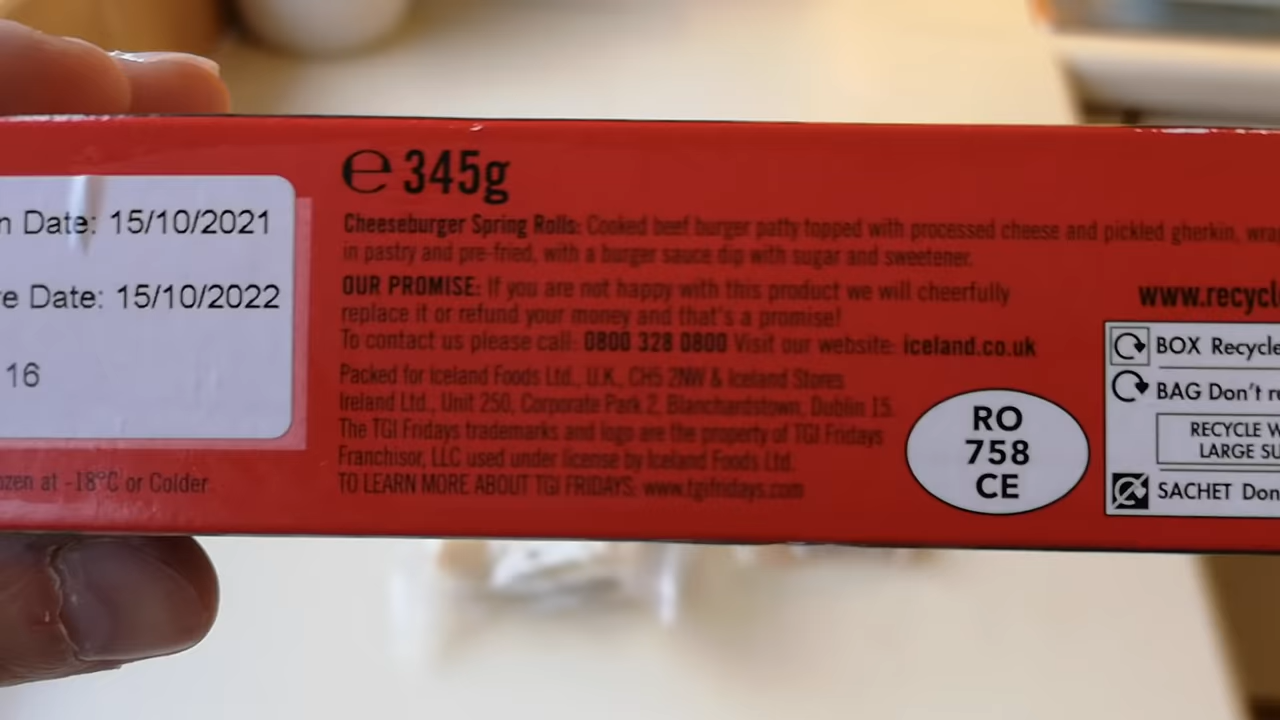 n Date: 15/10/2021
e Date: 15/10/2022
16
ozen at -18°C or Colder
℮ 345g
Cheeseburger Spring Rolls: Cooked beef burger patty topped with processed cheese and pickled gherkin, wra
in pastry and pre-fried, with a burger sauce dip with sugar and sweetener.
OUR PROMISE: If you are not happy with this product we will cheerfully
replace it or refund your money and that's a promise!
To contact us please call: 0800 328 0800 Visit our website: iceland.co.uk
Packed for Iceland Foods Ltd., U.K., CH5 2NW & Iceland Stores
Ireland Ltd., Unit 250, Corporate Park 2, Blanchardstown, Dublin 15.
The TGI Fridays trademarks and logo are the property of TGI Fridays
Franchisor, LLC used under license by Iceland Foods Ltd.
TO LEARN MORE ABOUT TGI FRIDAYS: www.tgifridays.com
RO
758
CE
www.recycl
BOX Recycle
BAG Don't r
RECYCLE W
LARGE SU
SACHET Don